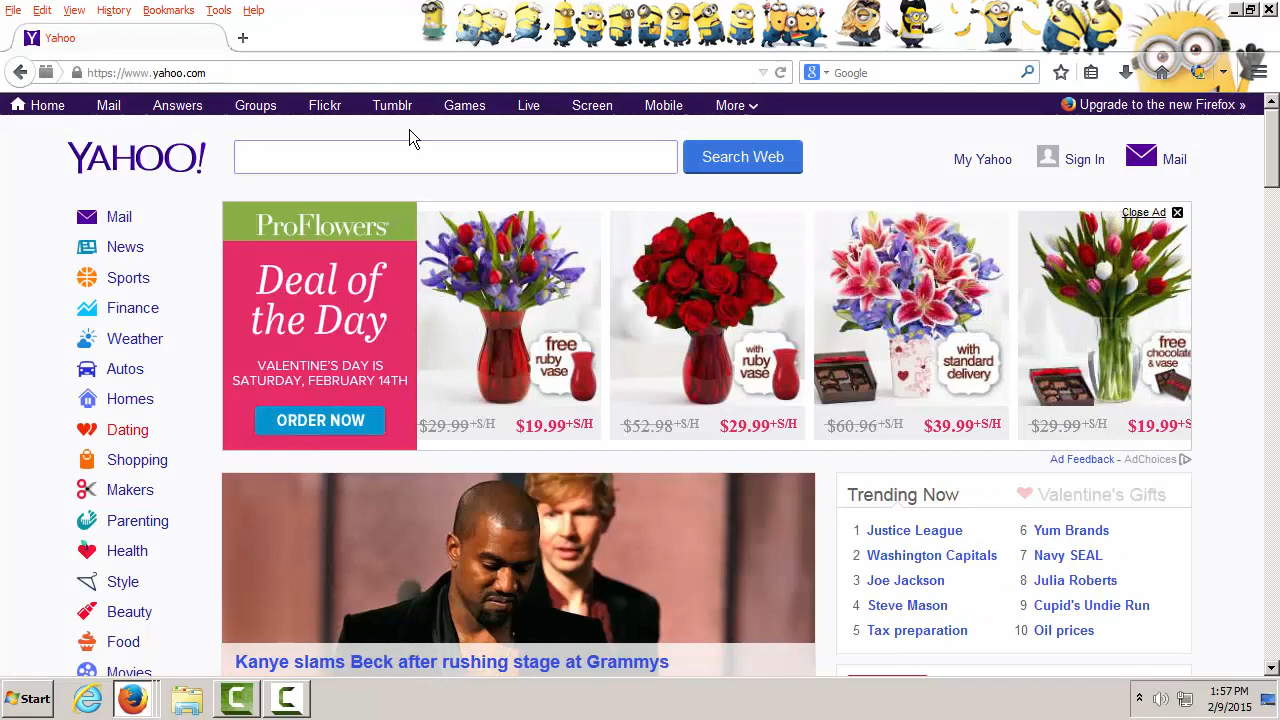 File Edit View History Bookmarks Tools Help
Yahoo
https://www.yahoo.com
Google
Home Mail Answers Groups Flickr Tumblr Games Live Screen Mobile More
Upgrade to the new Firefox »
YAHOO!
Search Web
My Yahoo Sign In Mail
Mail
News
Sports
Finance
Weather
Autos
Homes
Dating
Shopping
Makers
Parenting
Health
Style
Beauty
Food
Movies
Close Ad
ProFlowers
Deal of
the Day
VALENTINE'S DAY IS
SATURDAY, FEBRUARY 14TH
ORDER NOW
free
ruby
vase
$29.99+S/H $19.99+S/H
with
ruby
vase
$52.98+S/H $29.99+S/H
with
standard
delivery
$60.96+S/H $39.99+S/H
free
chocolate
& vase
$29.99+S/H $19.99+S
Ad Feedback - AdChoices
Kanye slams Beck after rushing stage at Grammys
Trending Now Valentine's Gifts
1 Justice League
2 Washington Capitals
3 Joe Jackson
4 Steve Mason
5 Tax preparation
6 Yum Brands
7 Navy SEAL
8 Julia Roberts
9 Cupid's Undie Run
10 Oil prices
Start
1:57 PM
2/9/2015